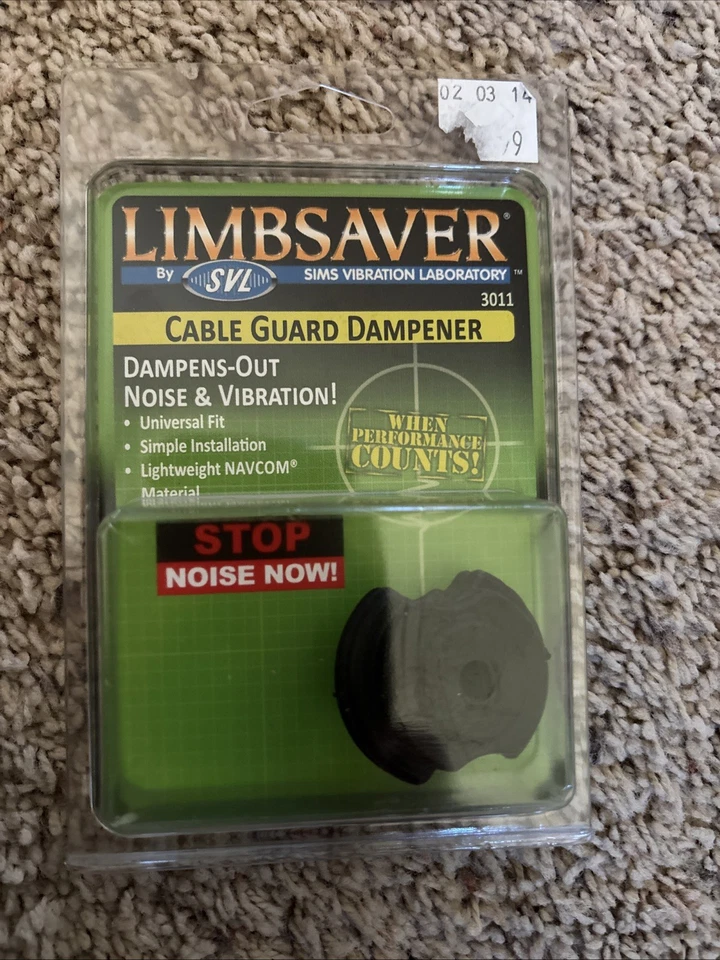 02 03 14
,9
LIMBSAVER®
By SVL SIMS VIBRATION LABORATORY™
3011
CABLE GUARD DAMPENER
DAMPENS-OUT
NOISE & VIBRATION!
• Universal Fit
• Simple Installation
• Lightweight NAVCOM®
Material
WHEN
PERFORMANCE
COUNTS!
STOP
NOISE NOW!